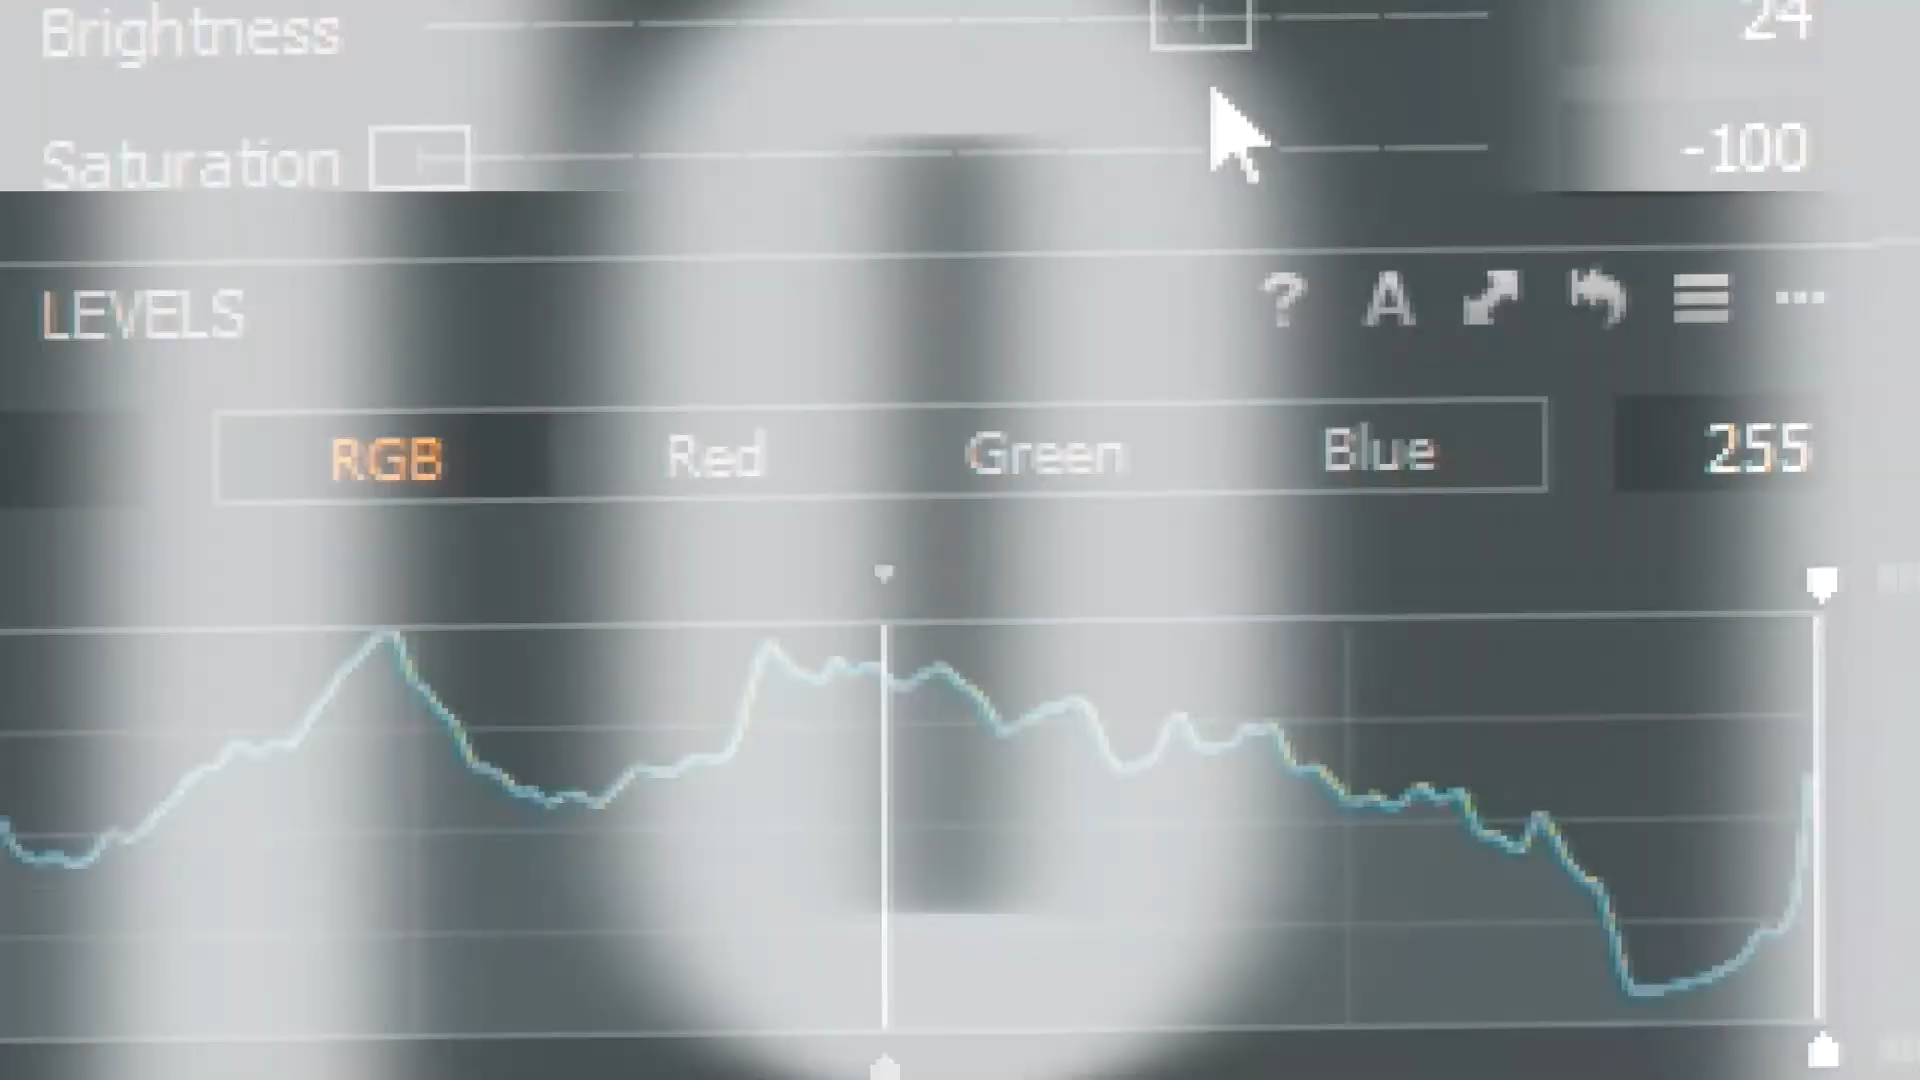 Brightness 24
Saturation -100
LEVELS ? A
RGB Red Green Blue 255